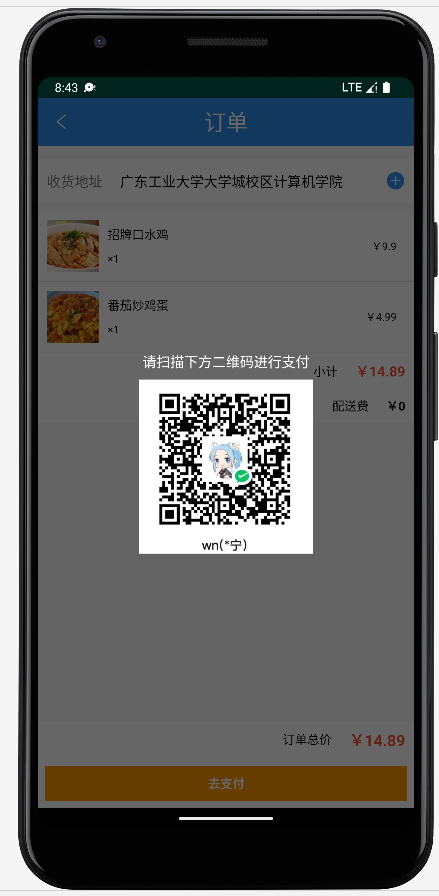 8:43
LTE
订单
收货地址 广东工业大学大学城校区计算机学院
招牌口水鸡
×1
￥9.9
番茄炒鸡蛋
×1
￥4.99
请扫描下方二维码进行支付
小计 ￥14.89
配送费 ￥0
wn(*宁)
订单总价 ￥14.89
去支付